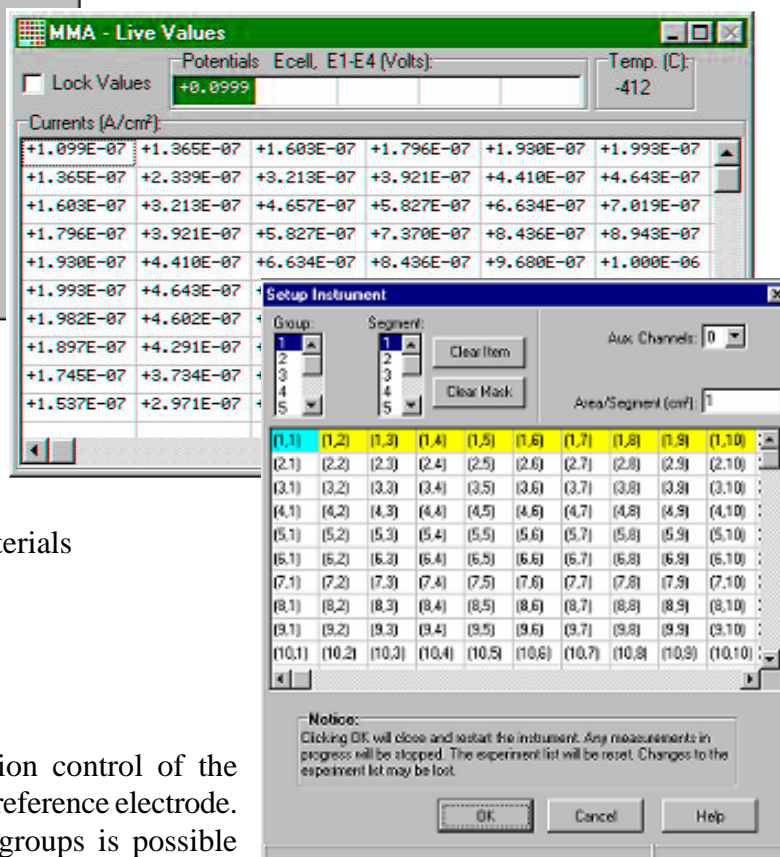 MMA - Live Values
Lock Values
Potentials Ecell, E1-E4 (Volts):
+0.0999
Temp. (C):
-412
Currents (A/cm²):
+1.099E-07 +1.365E-07 +1.603E-07 +1.796E-07 +1.930E-07 +1.993E-07
+1.365E-07 +2.339E-07 +3.213E-07 +3.921E-07 +4.410E-07 +4.643E-07
+1.603E-07 +3.213E-07 +4.657E-07 +5.827E-07 +6.634E-07 +7.019E-07
+1.796E-07 +3.921E-07 +5.827E-07 +7.370E-07 +8.436E-07 +8.943E-07
+1.930E-07 +4.410E-07 +6.634E-07 +8.436E-07 +9.680E-07 +1.000E-06
+1.993E-07 +4.643E-07
+1.982E-07 +4.602E-07
+1.897E-07 +4.291E-07
+1.745E-07 +3.734E-07
+1.537E-07 +2.971E-07
Setup Instrument
Group:
1
2
3
4
5
Segment:
1
2
3
4
5
Clear Item
Clear Mask
Aux. Channels: 0
Area/Segment (cm²): 1
(1,1) (1,2) (1,3) (1,4) (1,5) (1,6) (1,7) (1,8) (1,9) (1,10)
(2,1) (2,2) (2,3) (2,4) (2,5) (2,6) (2,7) (2,8) (2,9) (2,10)
(3,1) (3,2) (3,3) (3,4) (3,5) (3,6) (3,7) (3,8) (3,9) (3,10)
(4,1) (4,2) (4,3) (4,4) (4,5) (4,6) (4,7) (4,8) (4,9) (4,10)
(5,1) (5,2) (5,3) (5,4) (5,5) (5,6) (5,7) (5,8) (5,9) (5,10)
(6,1) (6,2) (6,3) (6,4) (6,5) (6,6) (6,7) (6,8) (6,9) (6,10)
(7,1) (7,2) (7,3) (7,4) (7,5) (7,6) (7,7) (7,8) (7,9) (7,10)
(8,1) (8,2) (8,3) (8,4) (8,5) (8,6) (8,7) (8,8) (8,9) (8,10)
(9,1) (9,2) (9,3) (9,4) (9,5) (9,6) (9,7) (9,8) (9,9) (9,10)
(10,1) (10,2) (10,3) (10,4) (10,5) (10,6) (10,7) (10,8) (10,9) (10,10)
Notice:
Clicking OK will close and restart the instrument. Any measurements in
progress will be stopped. The experiment list will be reset. Changes to the
experiment list may be lost.
OK Cancel Help
terials
ion control of the
reference electrode.
groups is possible